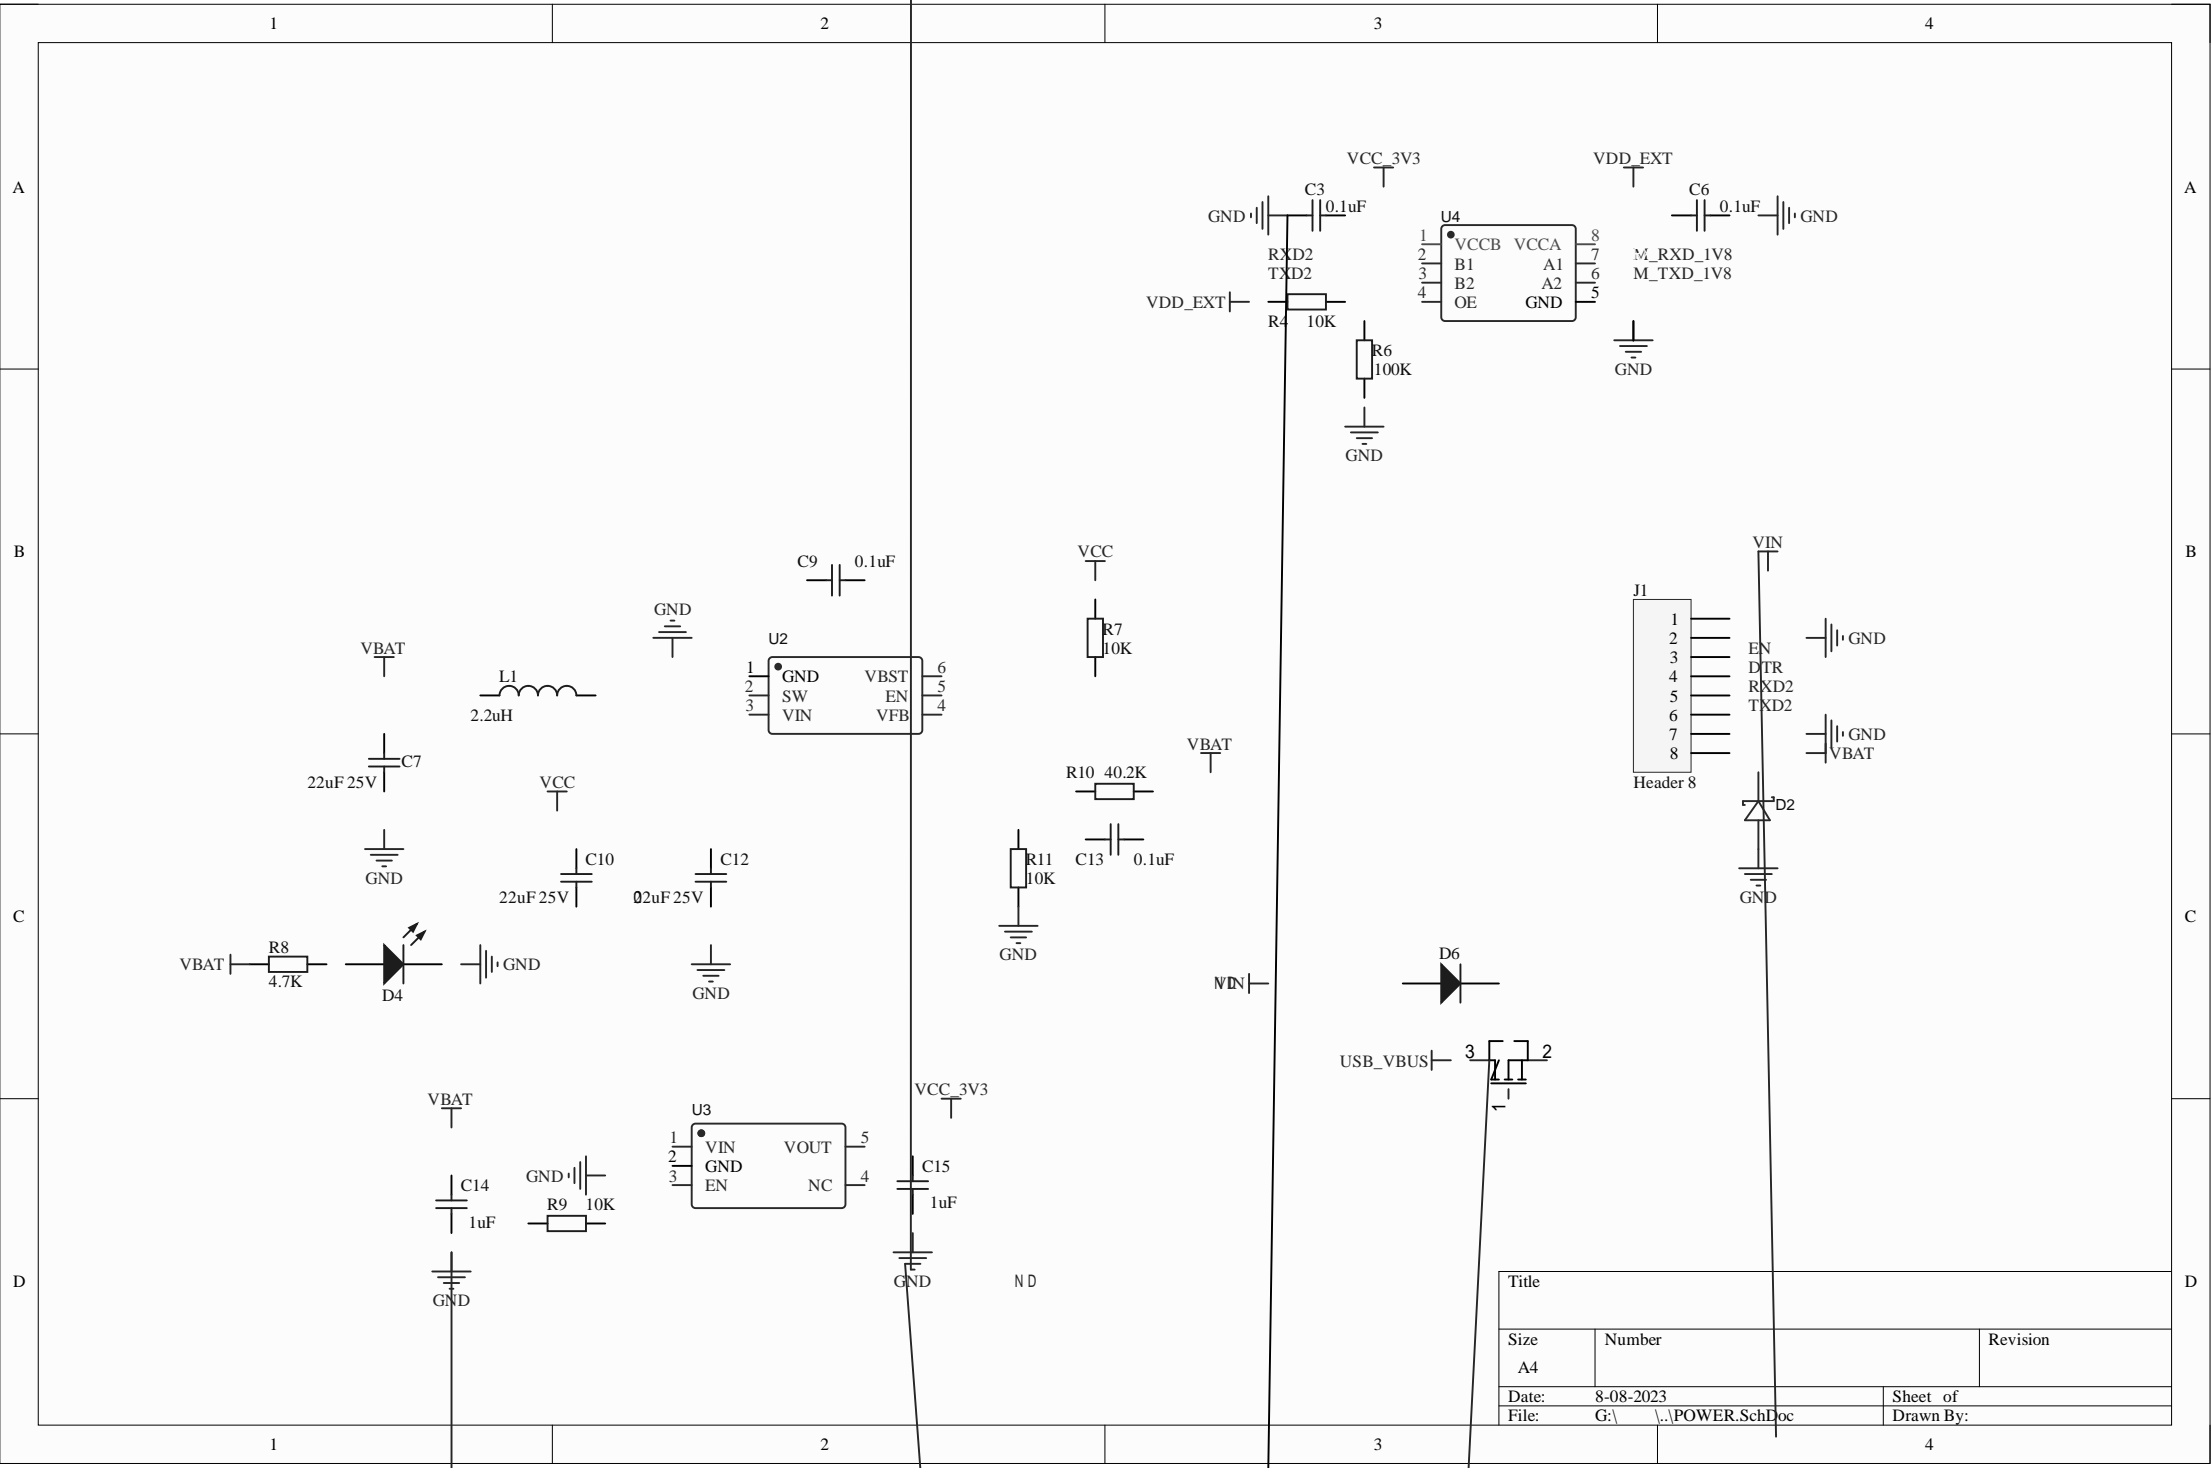 1 2 3 4
A A
VCC_3V3 VDD_EXT
C3 C6
0.1uF 0.1uF
GND GND
U4
1 VCCB VCCA 8
2 B1 A1 7
3 B2 A2 6
4 OE GND 5
RXD2 M_RXD_1V8
TXD2 M_TXD_1V8
VDD_EXT
R4 10K
R6
100K
GND
GND
B B
C9 0.1uF
VCC
VIN
GND
VBAT
L1
2.2uH
U2
1 GND VBST 6
2 SW EN 5
3 VIN VFB 4
R7
10K
J1
1
2 GND
3 EN
4 DTR
5 RXD2
6 TXD2
7 GND
8 VBAT
Header 8
D2
GND
C7
22uF 25V
GND
VCC
C10
22uF 25V
C12
22uF 25V
GND
VBAT
R10 40.2K
C13 0.1uF
R11
10K
GND
C C
VBAT
R8
4.7K
D4
GND
VIN
D6
USB_VBUS
3 2
1
VBAT
C14
1uF
GND
GND
R9 10K
U3
1 VIN VOUT 5
2 GND
3 EN NC 4
VCC_3V3
C15
1uF
GND
N D
D D
Title
Size Number Revision
A4
Date: 8-08-2023 Sheet of
File: G:\ \..\POWER.SchDoc Drawn By:
1 2 3 4